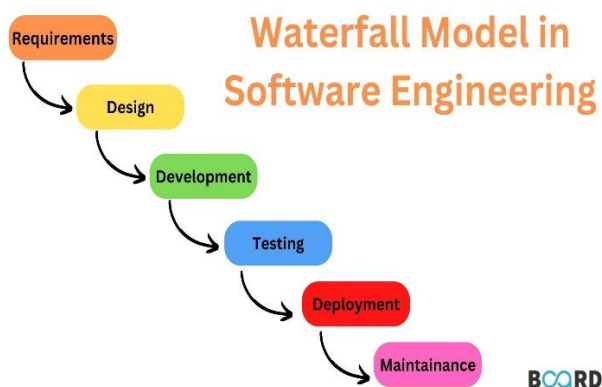 Waterfall Model in
Software Engineering
Requirements
Design
Development
Testing
Deployment
Maintainance
BOARD